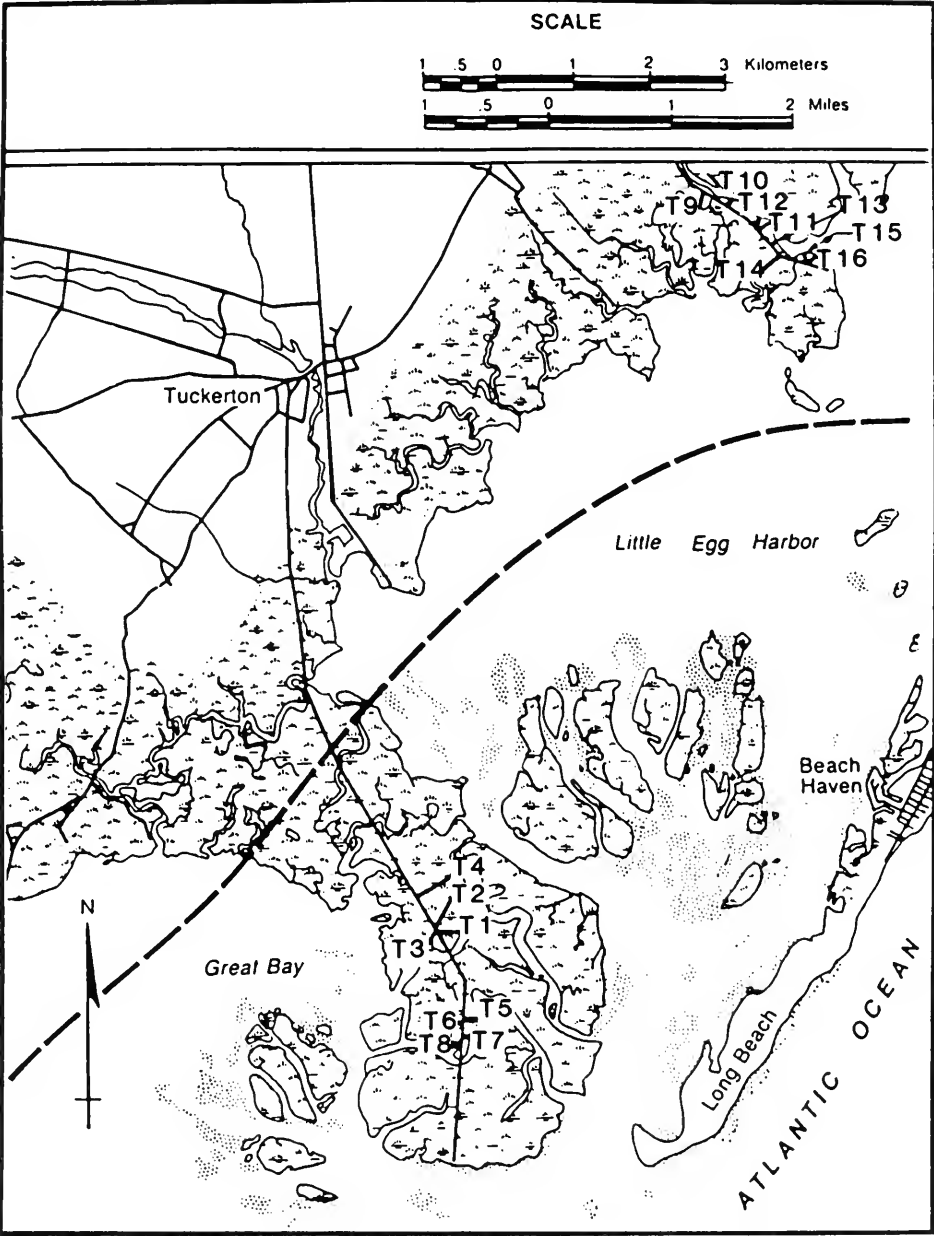 SCALE
1 .5 0 1 2 3 Kilometers
1 .5 0 1 2 Miles
T10
T9 T12
T11 T13
T15
T14 T16
Tuckerton
Little Egg Harbor
Beach
Haven
T4
T2
N
T1
T3
Great Bay
T5
T6
T8 T7
Long Beach
ATLANTIC OCEAN